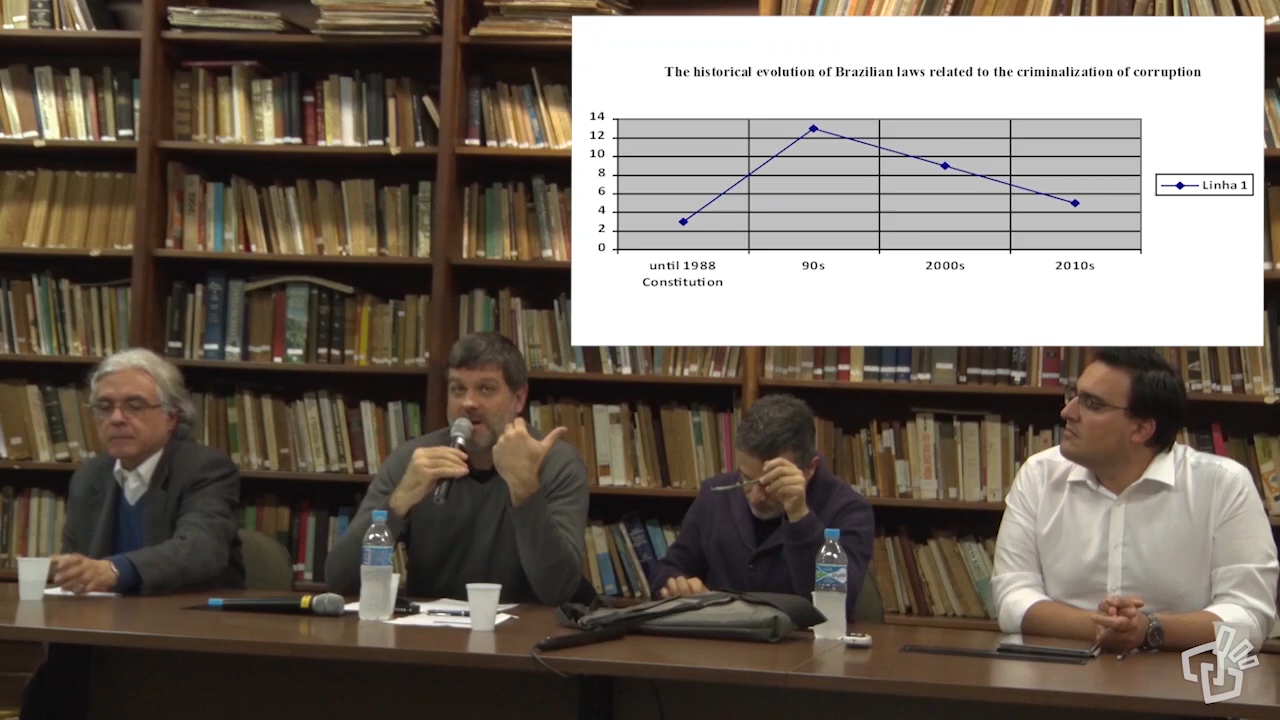 The historical evolution of Brazilian laws related to the criminalization of corruption
14
12
10
8
6
4
2
0
until 1988
Constitution
90s
2000s
2010s
Linha 1